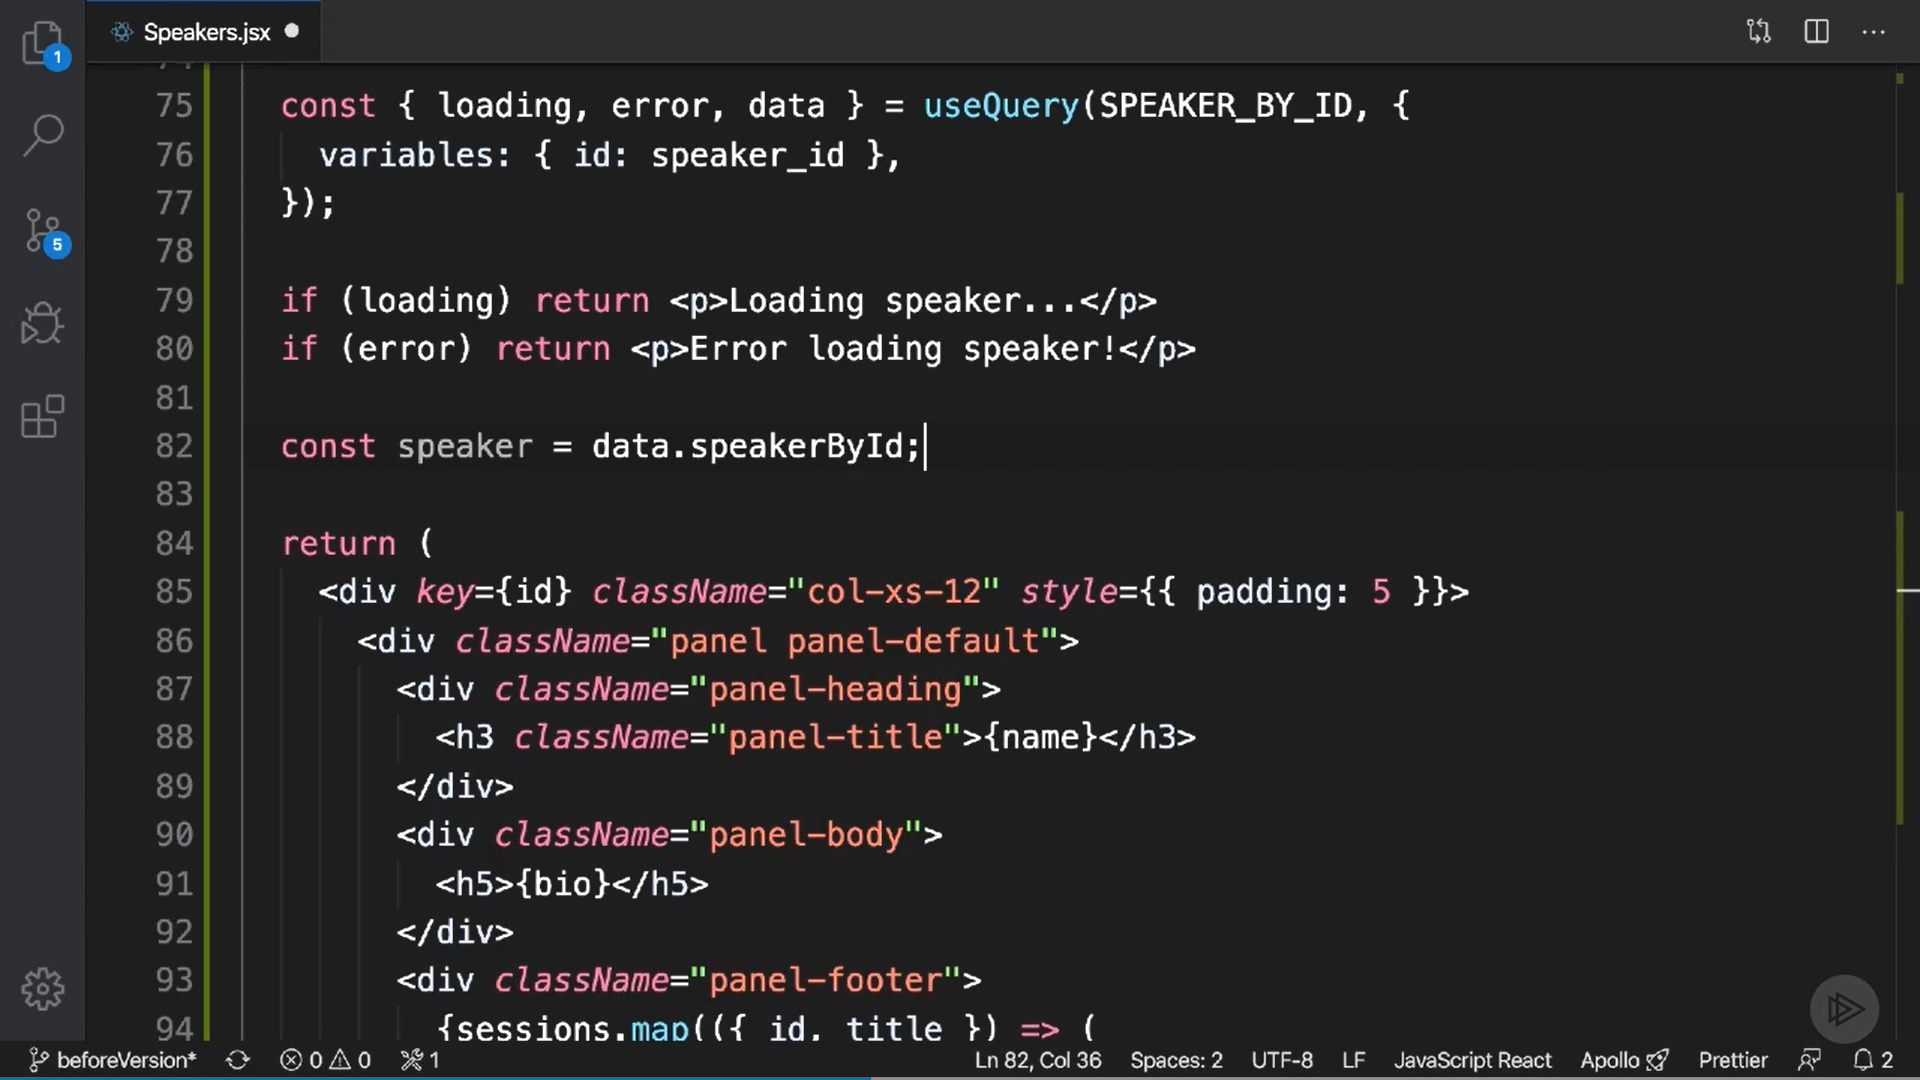 1
Speakers.jsx
75 const { loading, error, data } = useQuery(SPEAKER_BY_ID, {
76 variables: { id: speaker_id },
77 });
78
79 if (loading) return <p>Loading speaker...</p>
80 if (error) return <p>Error loading speaker!</p>
81
82 const speaker = data.speakerById;
83
84 return (
5
85 <div key={id} className="col-xs-12" style={{ padding: 5 }}>
86 <div className="panel panel-default">
87 <div className="panel-heading">
88 <h3 className="panel-title">{name}</h3>
89 </div>
90 <div className="panel-body">
91 <h5>{bio}</h5>
92 </div>
93 <div className="panel-footer">
94 {sessions.map(({ id, title }) => (
beforeVersion* 0 0 1 Ln 82, Col 36 Spaces: 2 UTF-8 LF JavaScript React Apollo Prettier 2